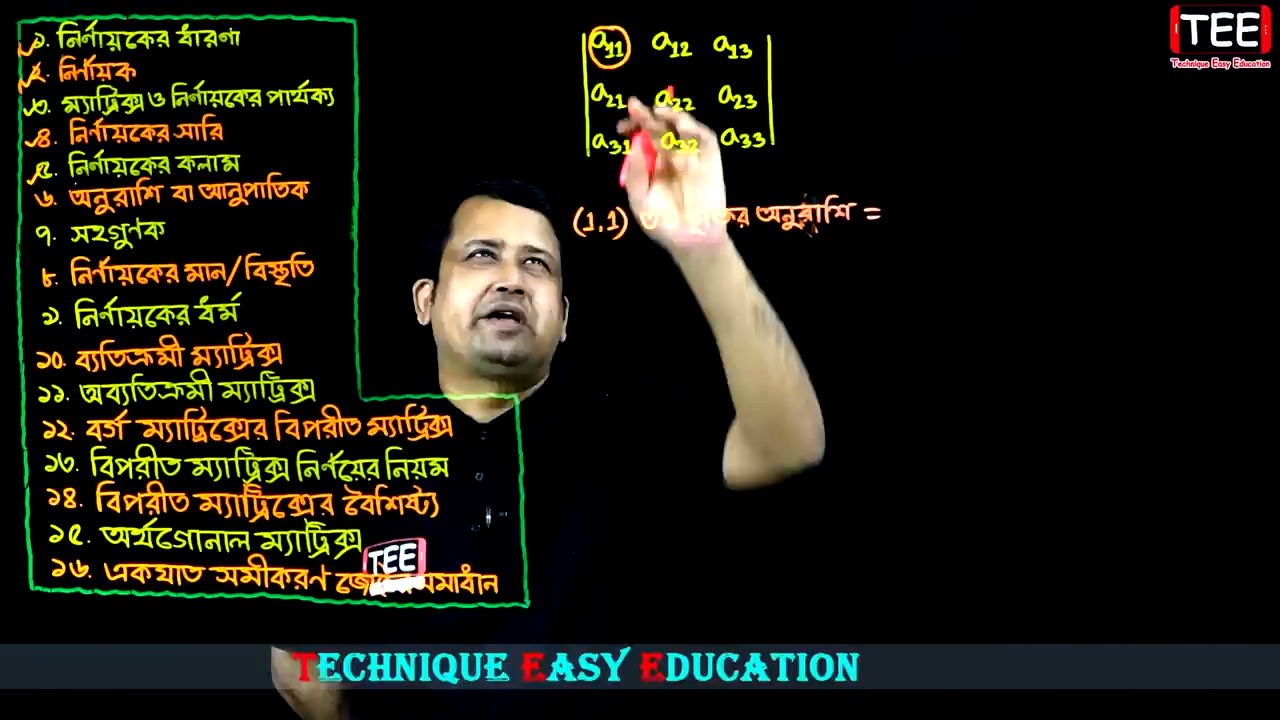 ১. নির্ণায়কের ধারণা
২. নির্ণায়ক
৩. ম্যাট্রিক্স ও নির্ণায়কের পার্থক্য
৪. নির্ণায়কের সারি
৫. নির্ণায়কের কলাম
৬. অনুরাশি বা আনুপাতিক
৭. সহগুণক
৮. নির্ণায়কের মান/বিস্তৃতি
৯. নির্ণায়কের ধর্ম
১০. ব্যতিক্রমী ম্যাট্রিক্স
১১. অব্যতিক্রমী ম্যাট্রিক্স
১২. বর্গ ম্যাট্রিক্সের বিপরীত ম্যাট্রিক্স
১৩. বিপরীত ম্যাট্রিক্স নির্ণয়ের নিয়ম
১৪. বিপরীত ম্যাট্রিক্সের বৈশিষ্ট্য
১৫. অর্থগোনাল ম্যাট্রিক্স
১৬. একঘাত সমীকরণ সমাধান
a11 a12 a13
a21 a22 a23
a31 a32 a33
(1,1) অনুরাশি =
TEE
Technique Easy Education
TEE
TECHNIQUE EASY EDUCATION